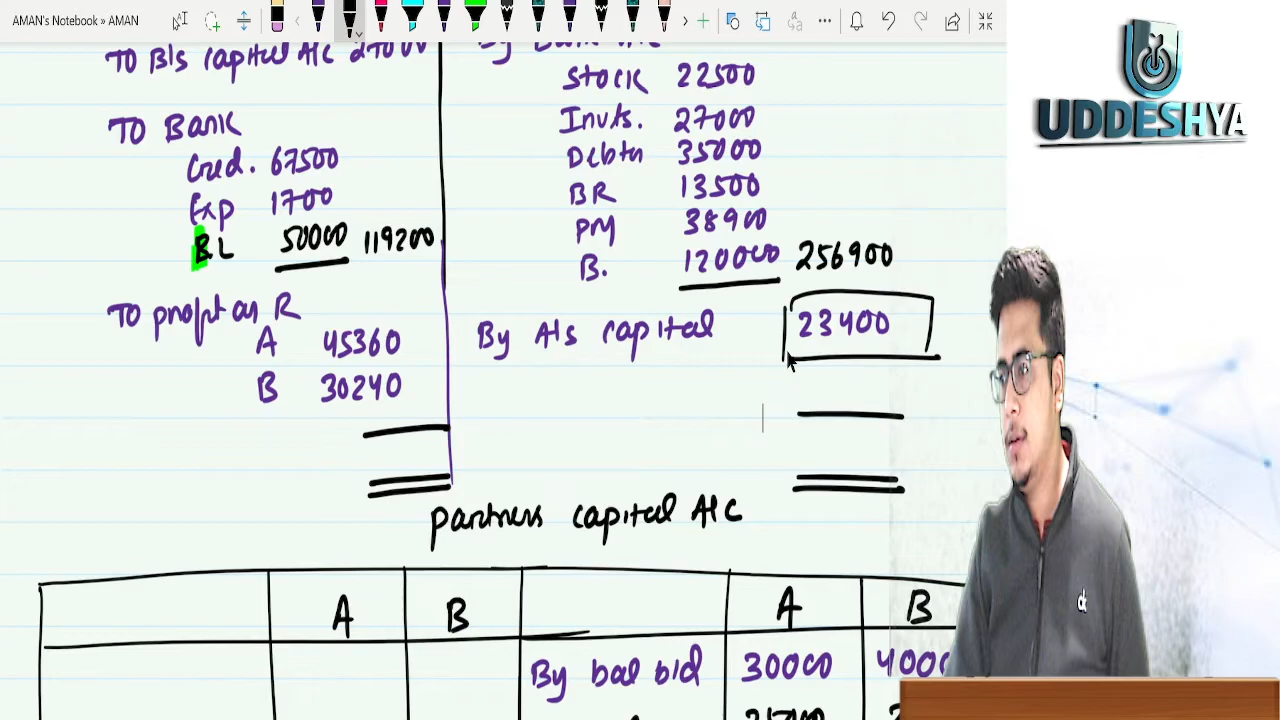 AMAN's Notebook » AMAN
UDDESHYA
To B's capital A/c 27000
To Bank
Cred. 67500
Exp 1700
BL 50000 119200
To profit on R
A 45360
B 30240
Stock 22500
Invts. 27000
Debtn 35000
BR 13500
PM 38900
B. 120000 256900
By A's capital 23400
partners capital A/C
A B A B
By bal b/d 30000